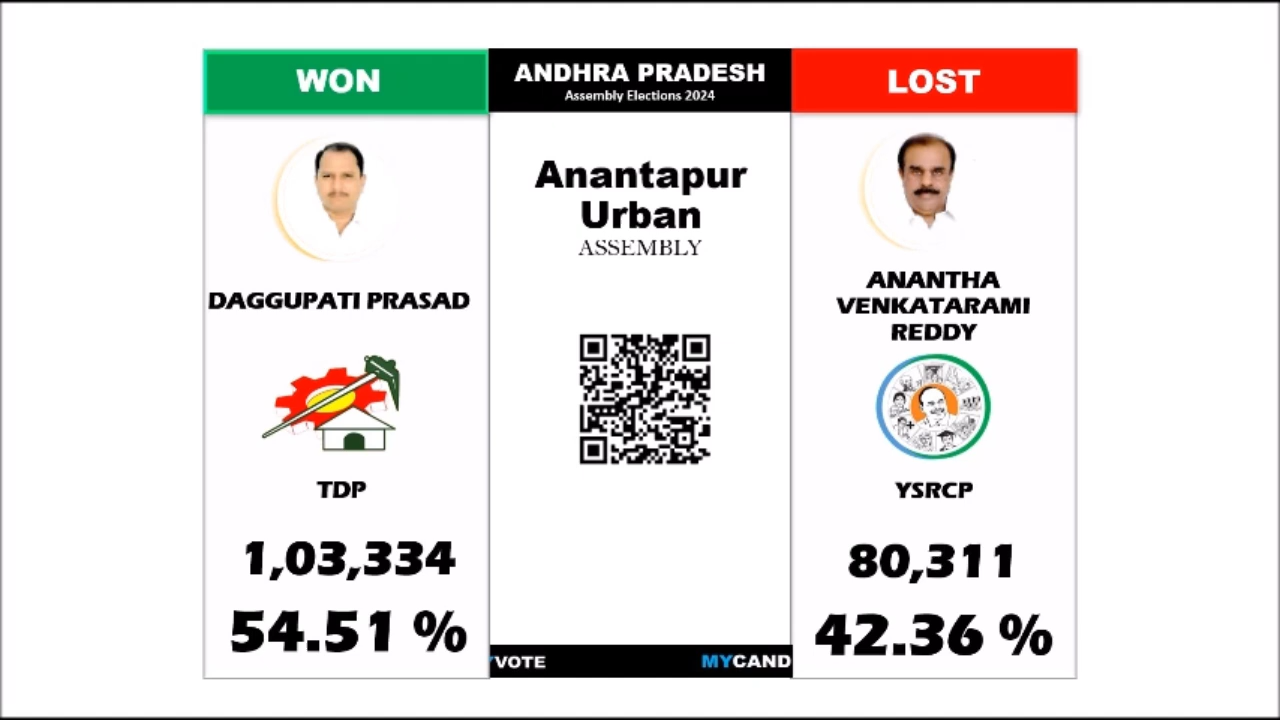 WON
DAGGUPATI PRASAD
TDP
1,03,334
54.51 %
ANDHRA PRADESH
Assembly Elections 2024
Anantapur
Urban
ASSEMBLY
VOTE
MYCAND
LOST
ANANTHA
VENKATARAMI
REDDY
YSRCP
80,311
42.36 %